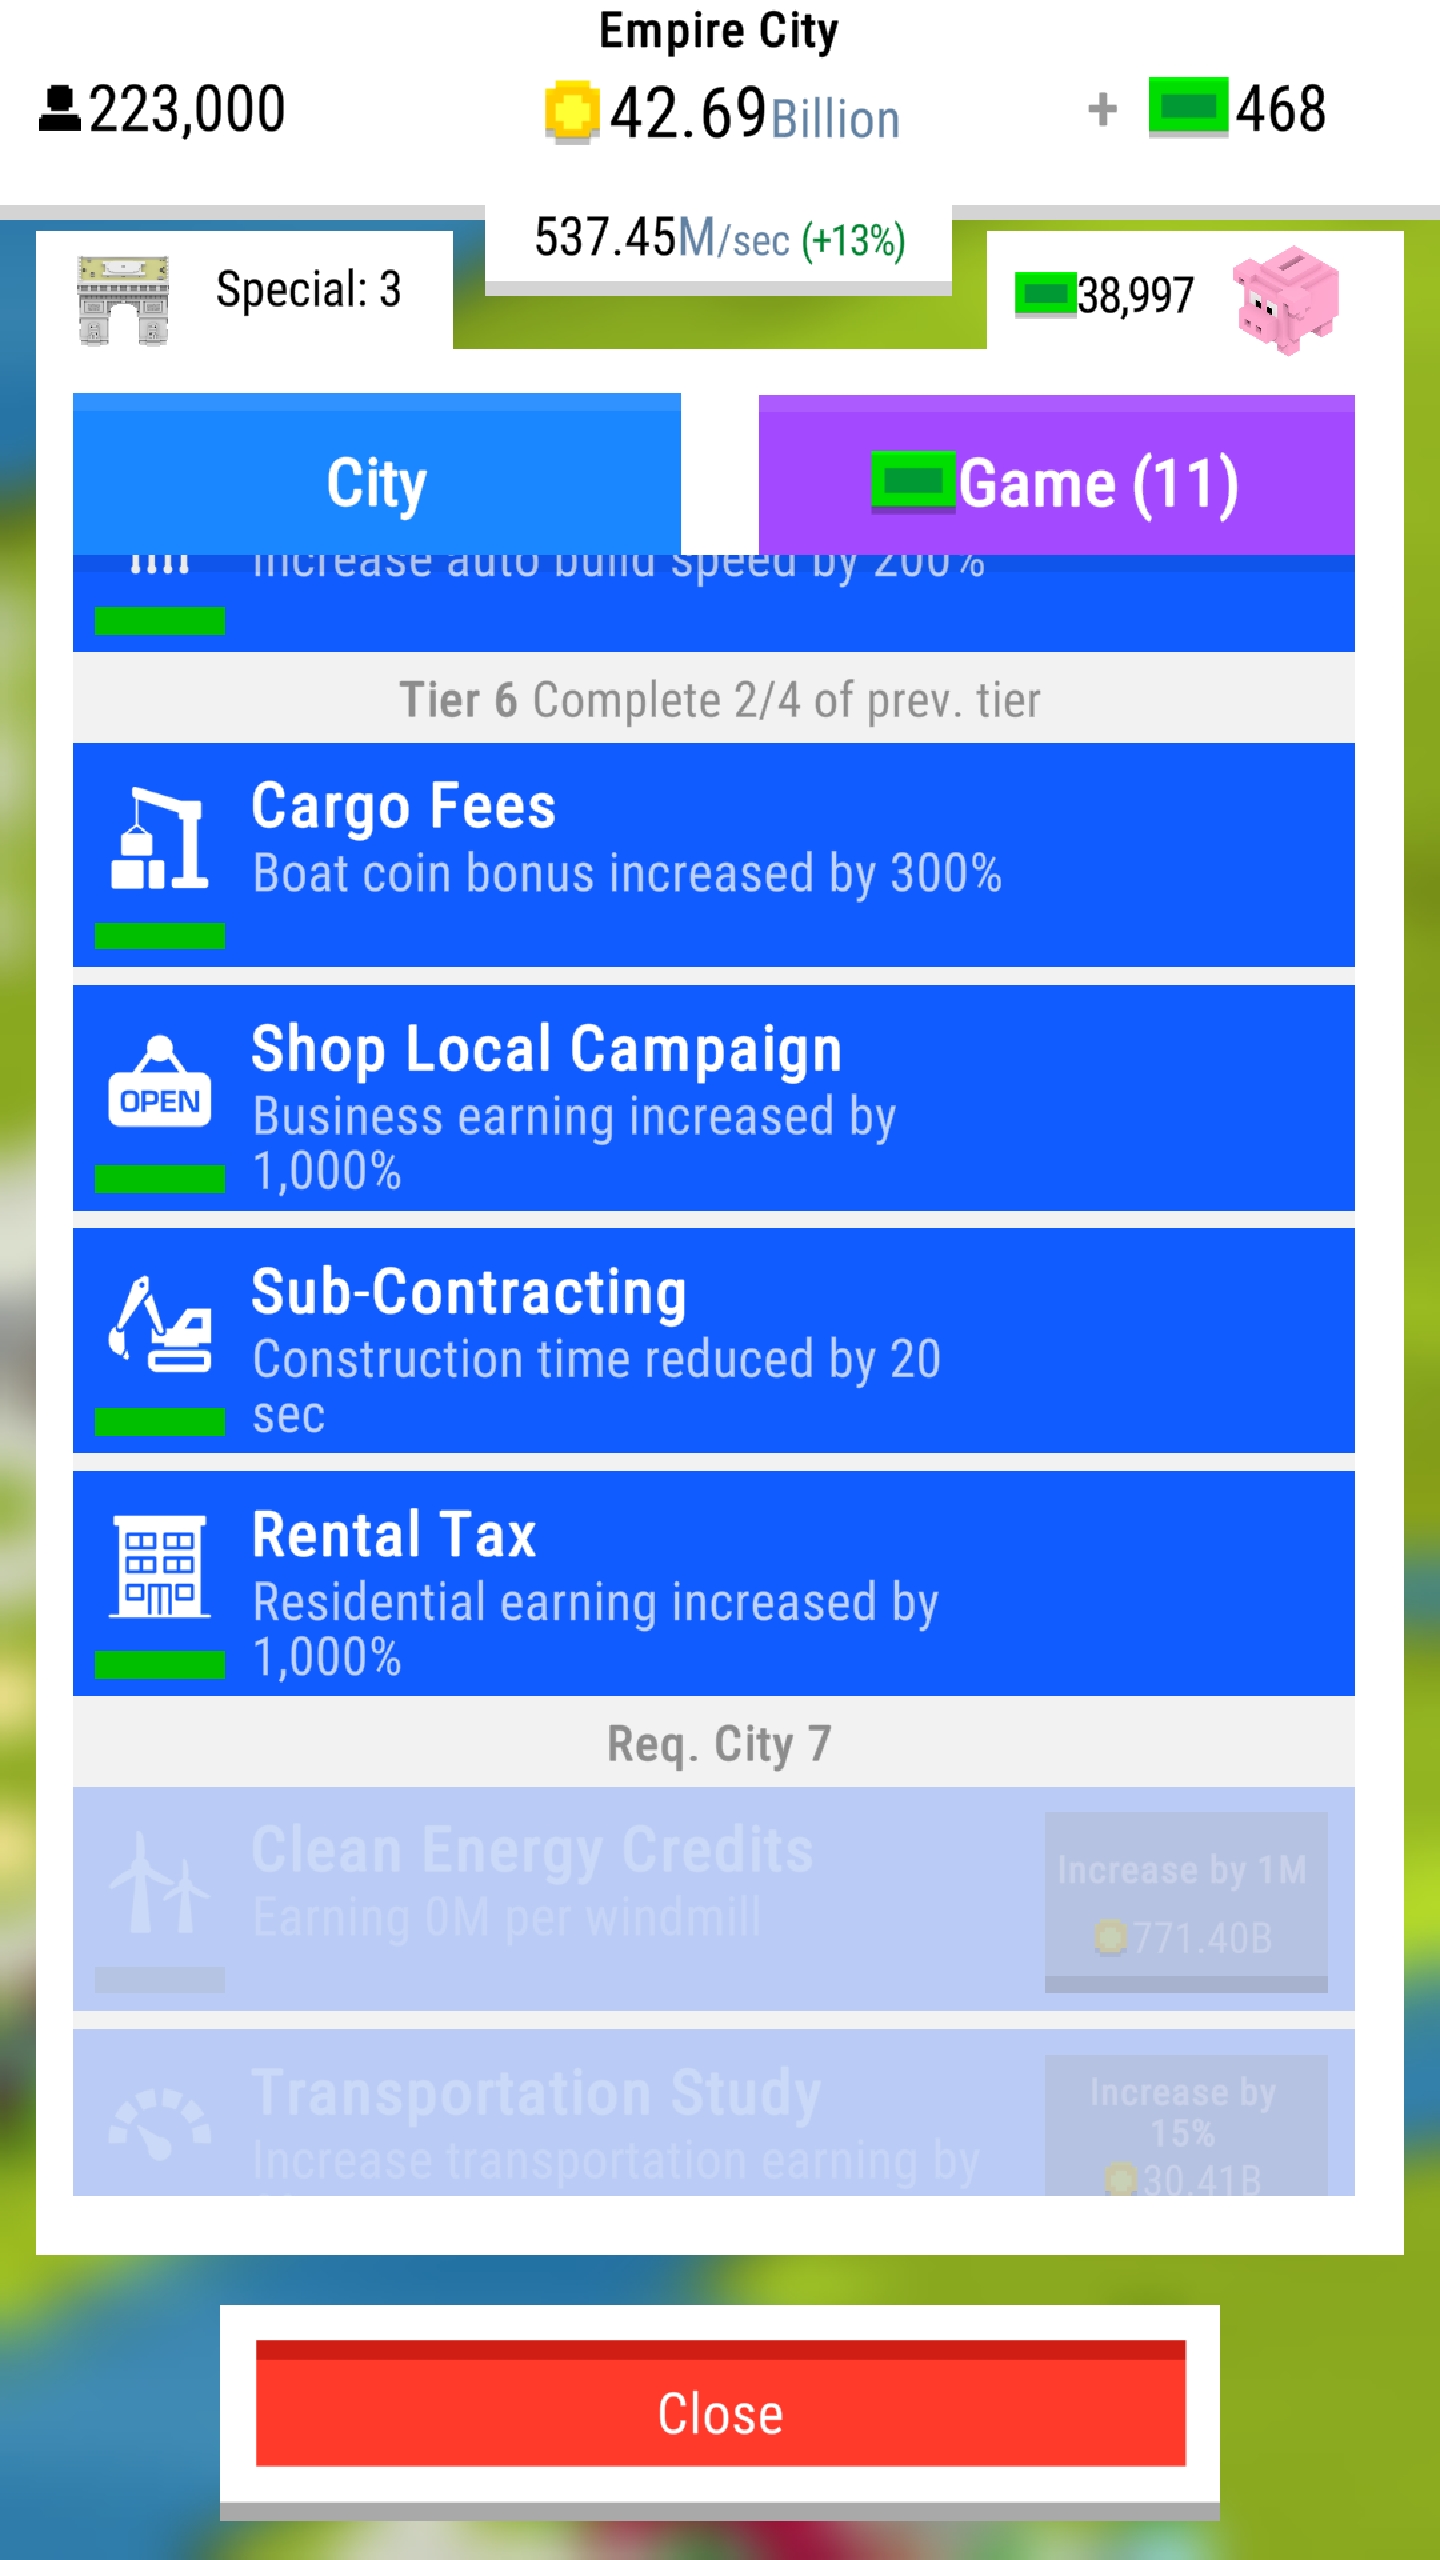 Empire City
223,000
42.69Billion
+ 468
537.45M/sec (+13%)
Special: 3
38,997
City
Game (11)
Increase auto build speed by 200%
Tier 6 Complete 2/4 of prev. tier
Cargo Fees
Boat coin bonus increased by 300%
OPEN
Shop Local Campaign
Business earning increased by
1,000%
Sub-Contracting
Construction time reduced by 20
sec
Rental Tax
Residential earning increased by
1,000%
Req. City 7
Clean Energy Credits
Earning 0M per windmill
Increase by 1M
771.40B
Transportation Study
Increase transportation earning by
Increase by
15%
30.41B
Close